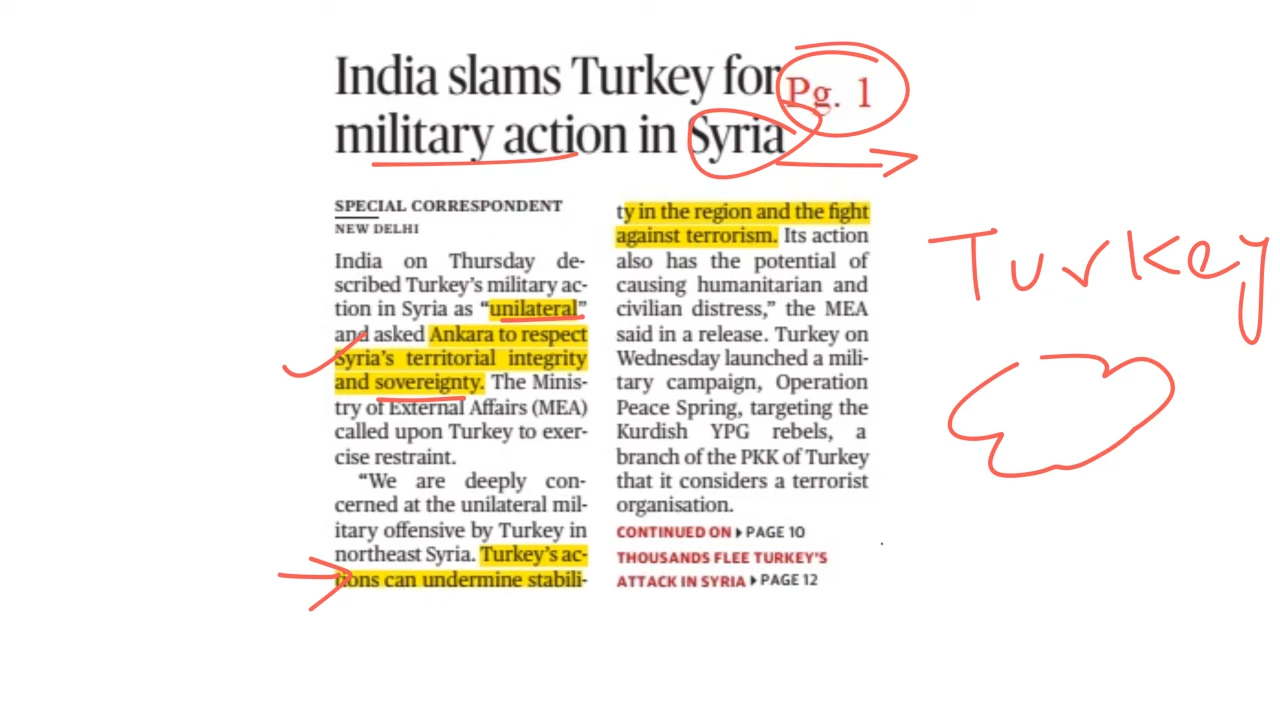 India slams Turkey for
Pg. 1
military action in Syria
SPECIAL CORRESPONDENT
NEW DELHI
India on Thursday de-
scribed Turkey's military ac-
tion in Syria as “unilateral”
and asked Ankara to respect
Syria's territorial integrity
and sovereignty. The Minis-
try of External Affairs (MEA)
called upon Turkey to exer-
cise restraint.
“We are deeply con-
cerned at the unilateral mil-
itary offensive by Turkey in
northeast Syria. Turkey's ac-
tions can undermine stabili-
ty in the region and the fight
against terrorism. Its action
also has the potential of
causing humanitarian and
civilian distress,” the MEA
said in a release. Turkey on
Wednesday launched a mili-
tary campaign, Operation
Peace Spring, targeting the
Kurdish YPG rebels, a
branch of the PKK of Turkey
that it considers a terrorist
organisation.
CONTINUED ON ▸ PAGE 10
THOUSANDS FLEE TURKEY'S
ATTACK IN SYRIA ▸ PAGE 12
Turkey